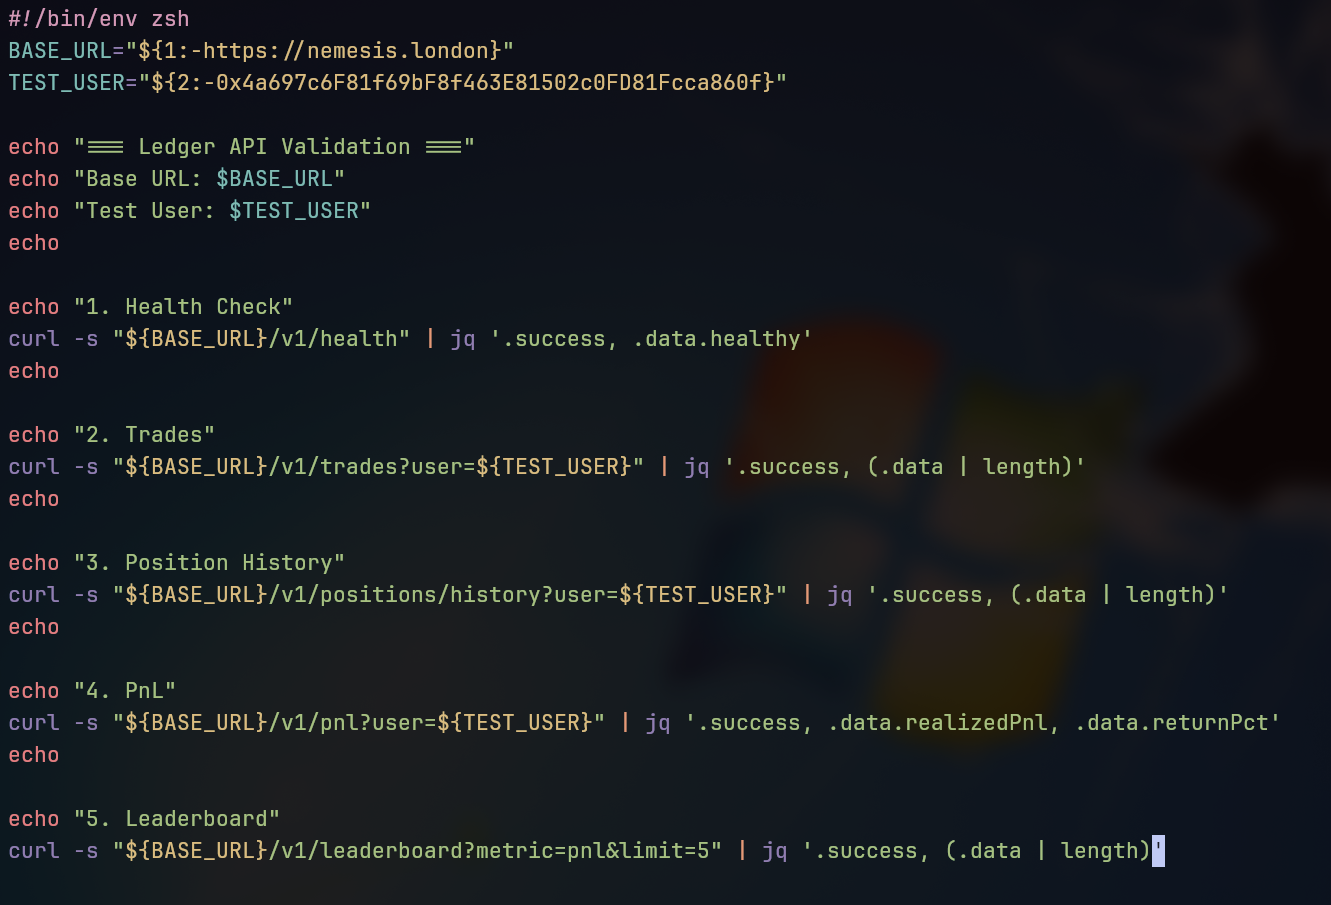 #!/bin/env zsh
BASE_URL="${1:-https://nemesis.london}"
TEST_USER="${2:-0x4a697c6F81f69bF8f463E81502c0FD81Fcca860f}"
echo "=== Ledger API Validation ==="
echo "Base URL: $BASE_URL"
echo "Test User: $TEST_USER"
echo
echo "1. Health Check"
curl -s "${BASE_URL}/v1/health" | jq '.success, .data.healthy'
echo
echo "2. Trades"
curl -s "${BASE_URL}/v1/trades?user=${TEST_USER}" | jq '.success, (.data | length)'
echo
echo "3. Position History"
curl -s "${BASE_URL}/v1/positions/history?user=${TEST_USER}" | jq '.success, (.data | length)'
echo
echo "4. PnL"
curl -s "${BASE_URL}/v1/pnl?user=${TEST_USER}" | jq '.success, .data.realizedPnl, .data.returnPct'
echo
echo "5. Leaderboard"
curl -s "${BASE_URL}/v1/leaderboard?metric=pnl&limit=5" | jq '.success, (.data | length)'